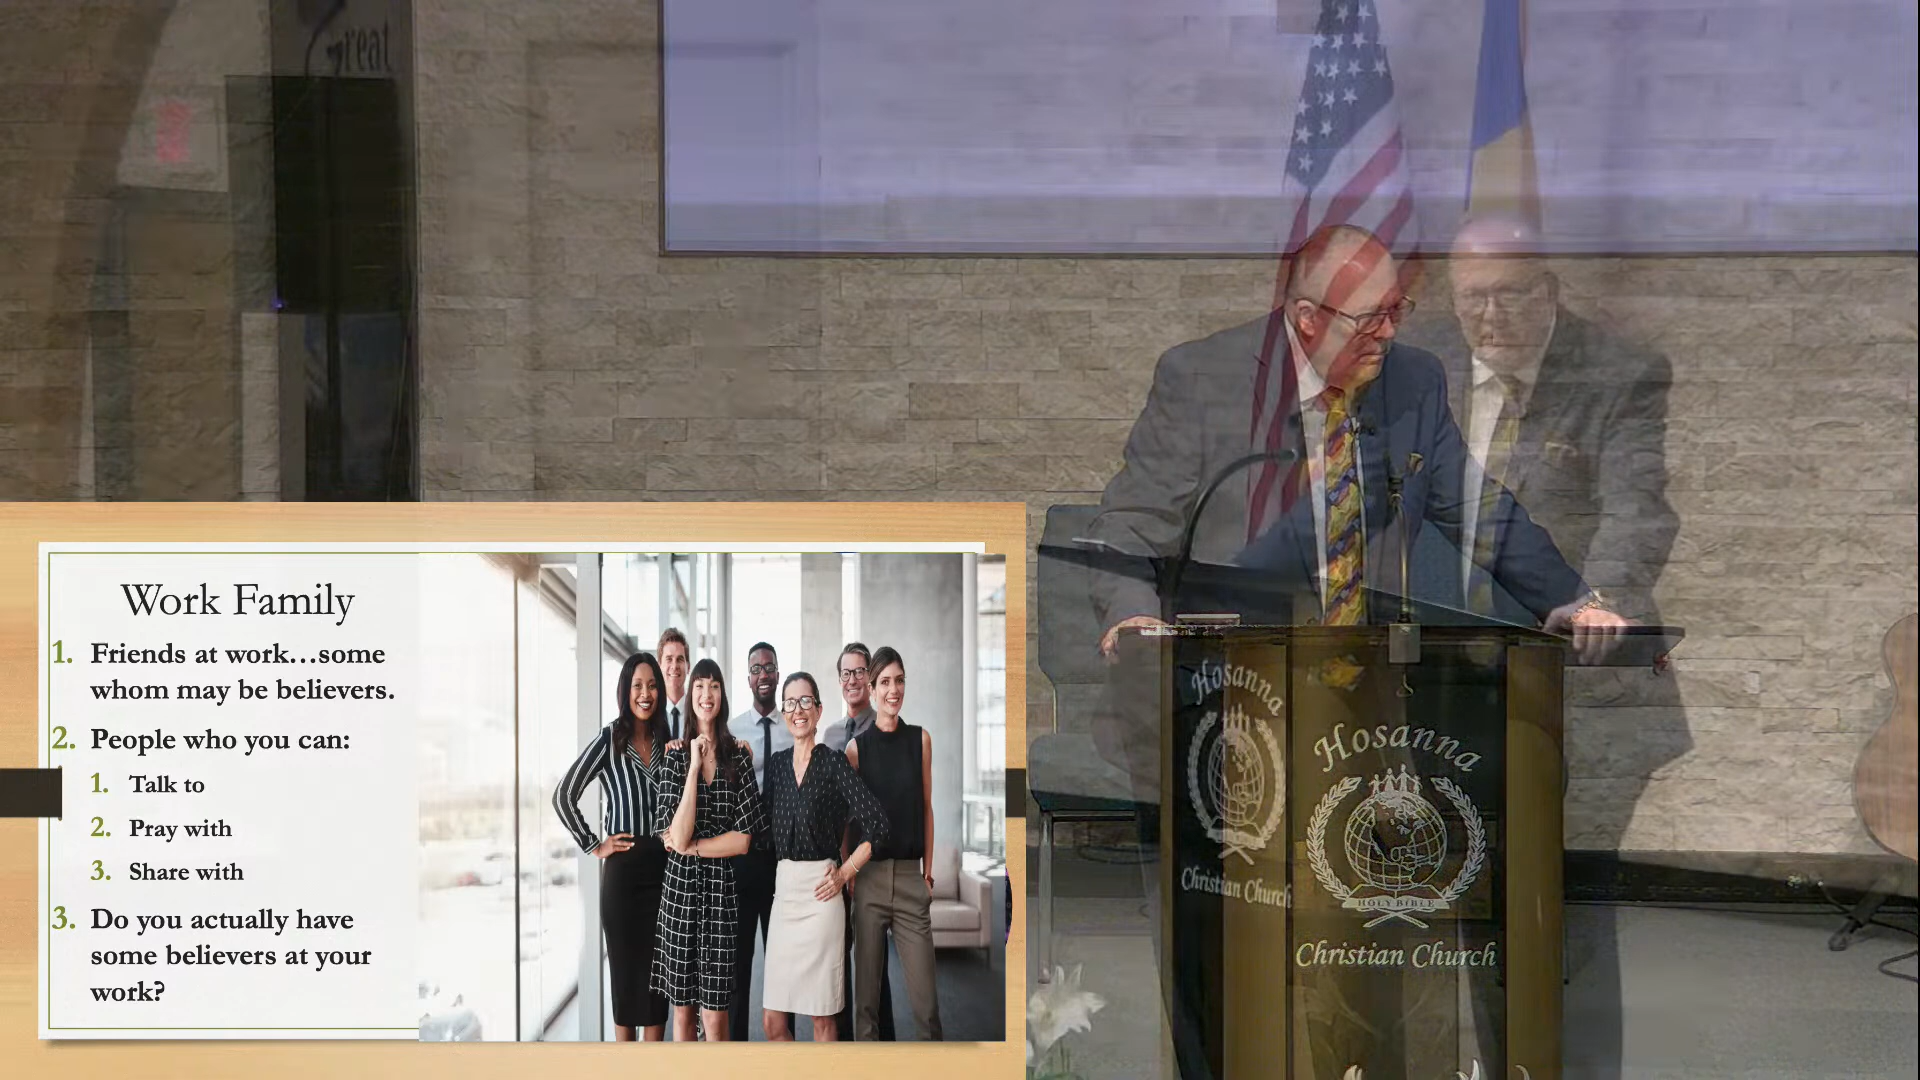 Great
Work Family
1. Friends at work...some
whom may be believers.
2. People who you can:
1. Talk to
2. Pray with
3. Share with
3. Do you actually have
some believers at your
work?
Hosanna
Christian Church
Hosanna
HOLY BIBLE
Christian Church